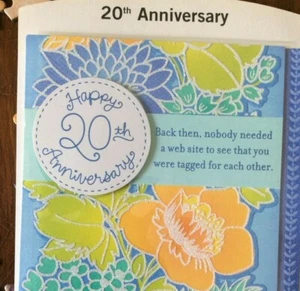 20th Anniversary
Happy
20th
Anniversary
Back then, nobody needed
a web site to see that you
were tagged for each other.